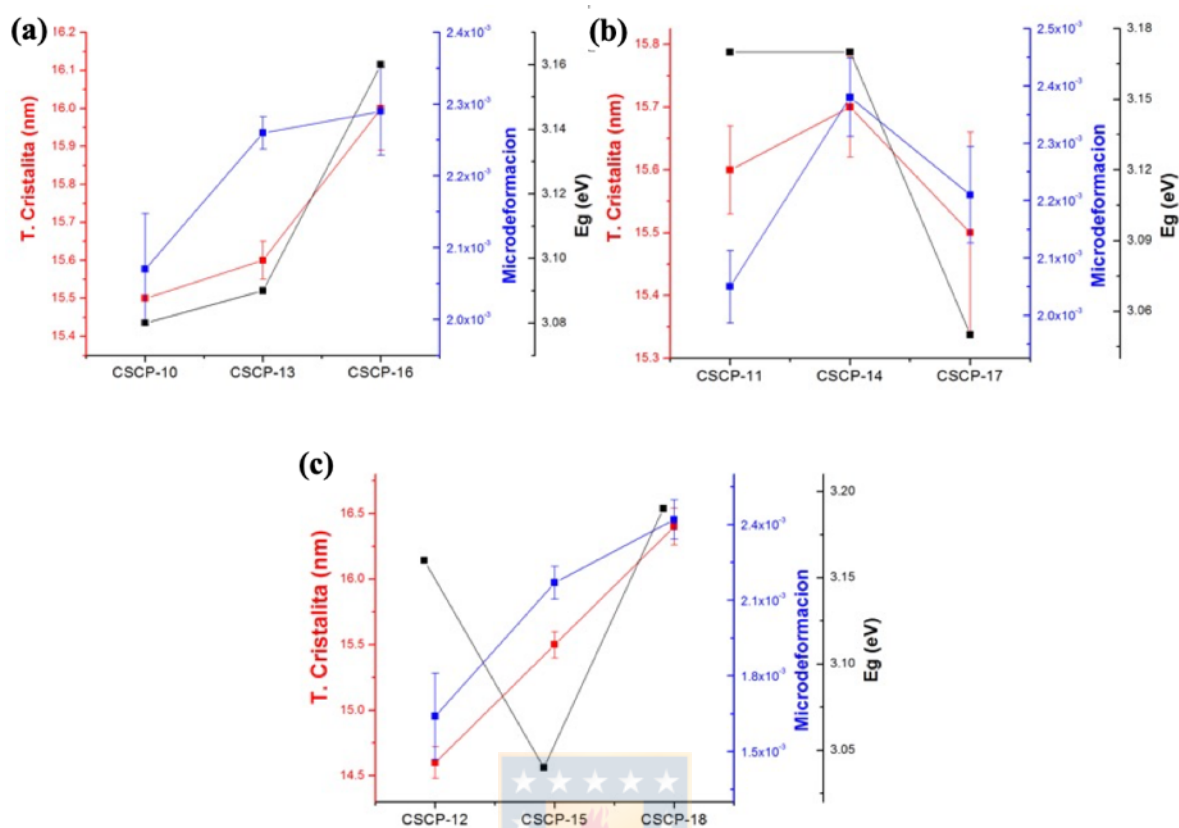 (a)
T. Cristalita (nm)
16.2
16.1
16.0
15.9
15.8
15.7
15.6
15.5
15.4
CSCP-10
CSCP-13
CSCP-16
2.4x10⁻³
2.3x10⁻³
2.2x10⁻³
2.1x10⁻³
2.0x10⁻³
Microdeformacion
3.16
3.14
3.12
3.10
3.08
Eg (eV)
(b)
T. Cristalita (nm)
15.8
15.7
15.6
15.5
15.4
15.3
CSCP-11
CSCP-14
CSCP-17
2.5x10⁻³
2.4x10⁻³
2.3x10⁻³
2.2x10⁻³
2.1x10⁻³
2.0x10⁻³
Microdeformacion
3.18
3.15
3.12
3.09
3.06
Eg (eV)
(c)
T. Cristalita (nm)
16.5
16.0
15.5
15.0
14.5
CSCP-12
CSCP-15
CSCP-18
2.4x10⁻³
2.1x10⁻³
1.8x10⁻³
1.5x10⁻³
Microdeformacion
3.20
3.15
3.10
3.05
Eg (eV)